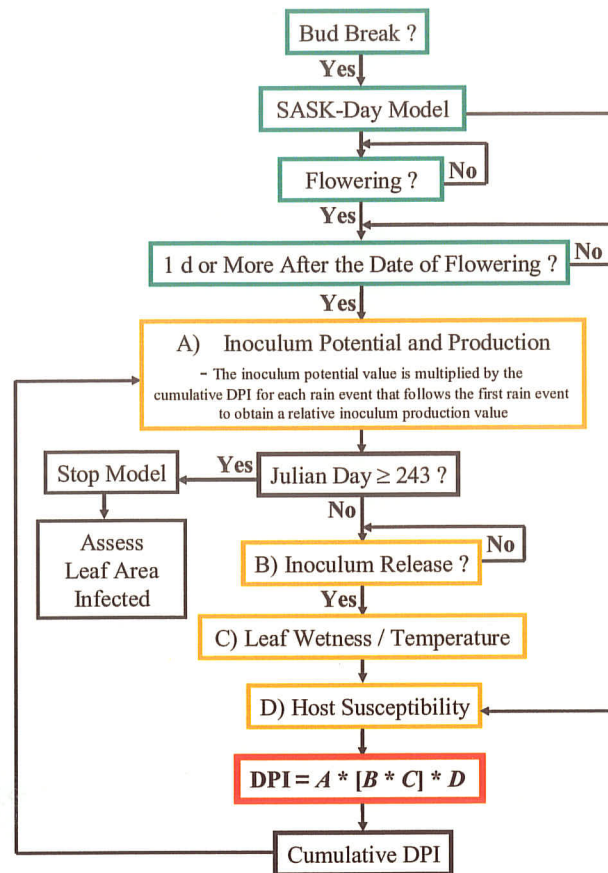 Bud Break ?
Yes
SASK-Day Model
Flowering ?
No
Yes
1 d or More After the Date of Flowering ?
No
Yes
A) Inoculum Potential and Production
- The inoculum potential value is multiplied by the
cumulative DPI for each rain event that follows the first rain event
to obtain a relative inoculum production value
Stop Model
Yes
Julian Day ≥ 243 ?
Assess
Leaf Area
Infected
No
B) Inoculum Release ?
No
Yes
C) Leaf Wetness / Temperature
D) Host Susceptibility
DPI = A * [B * C] * D
Cumulative DPI